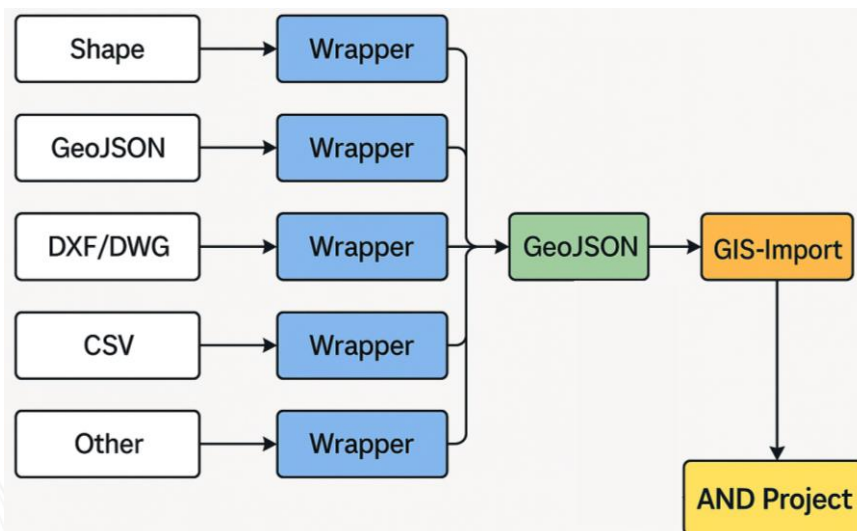 Shape
Wrapper
GeoJSON
Wrapper
DXF/DWG
Wrapper
GeoJSON
GIS-Import
CSV
Wrapper
Other
Wrapper
AND Project